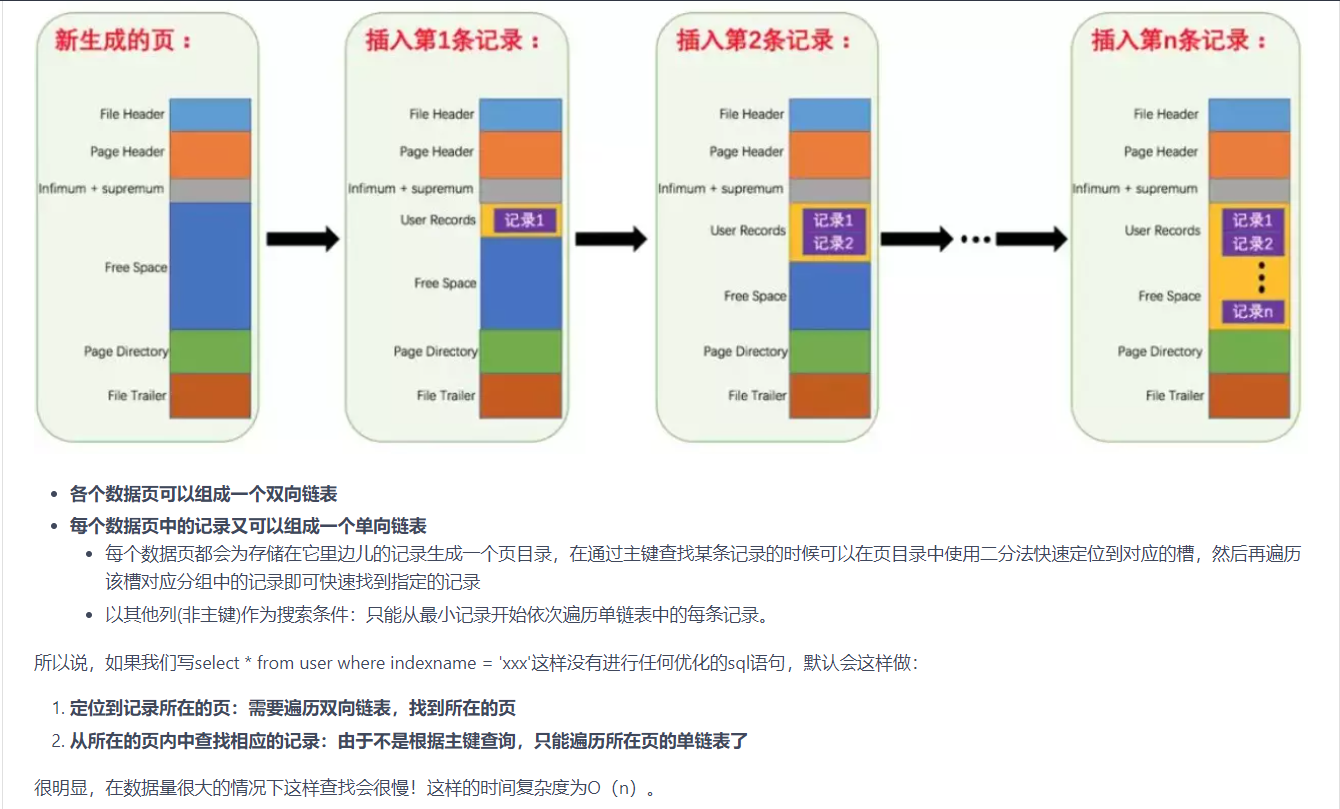 新生成的页：
File Header
Page Header
Infimum + supremum
Free Space
Page Directory
File Trailer
插入第1条记录：
File Header
Page Header
Infimum + supremum
User Records
记录1
Free Space
Page Directory
File Trailer
插入第2条记录：
File Header
Page Header
Infimum + supremum
User Records
记录1
记录2
Free Space
Page Directory
File Trailer
插入第n条记录：
File Header
Page Header
Infimum + supremum
User Records
记录1
记录2
Free Space
记录n
Page Directory
File Trailer
各个数据页可以组成一个双向链表
每个数据页中的记录又可以组成一个单向链表
每个数据页都会为存储在它里边儿的记录生成一个页目录，在通过主键查找某条记录的时候可以在页目录中使用二分法快速定位到对应的槽，然后再遍历
该槽对应分组中的记录即可快速找到指定的记录
以其他列(非主键)作为搜索条件：只能从最小记录开始依次遍历单链表中的每条记录。
所以说，如果我们写select * from user where indexname = 'xxx'这样没有进行任何优化的sql语句，默认会这样做：
1. 定位到记录所在的页：需要遍历双向链表，找到所在的页
2. 从所在的页内中查找相应的记录：由于不是根据主键查询，只能遍历所在页的单链表了
很明显，在数据量很大的情况下这样查找会很慢！这样的时间复杂度为O（n）。